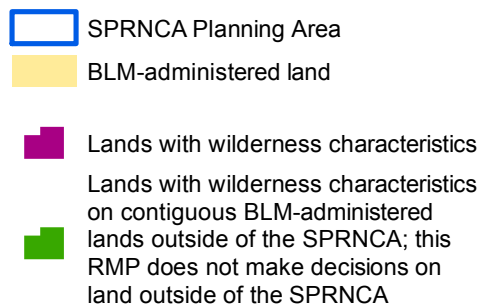 SPRNCA Planning Area
BLM-administered land
Lands with wilderness characteristics
Lands with wilderness characteristics
on contiguous BLM-administered
lands outside of the SPRNCA; this
RMP does not make decisions on
land outside of the SPRNCA